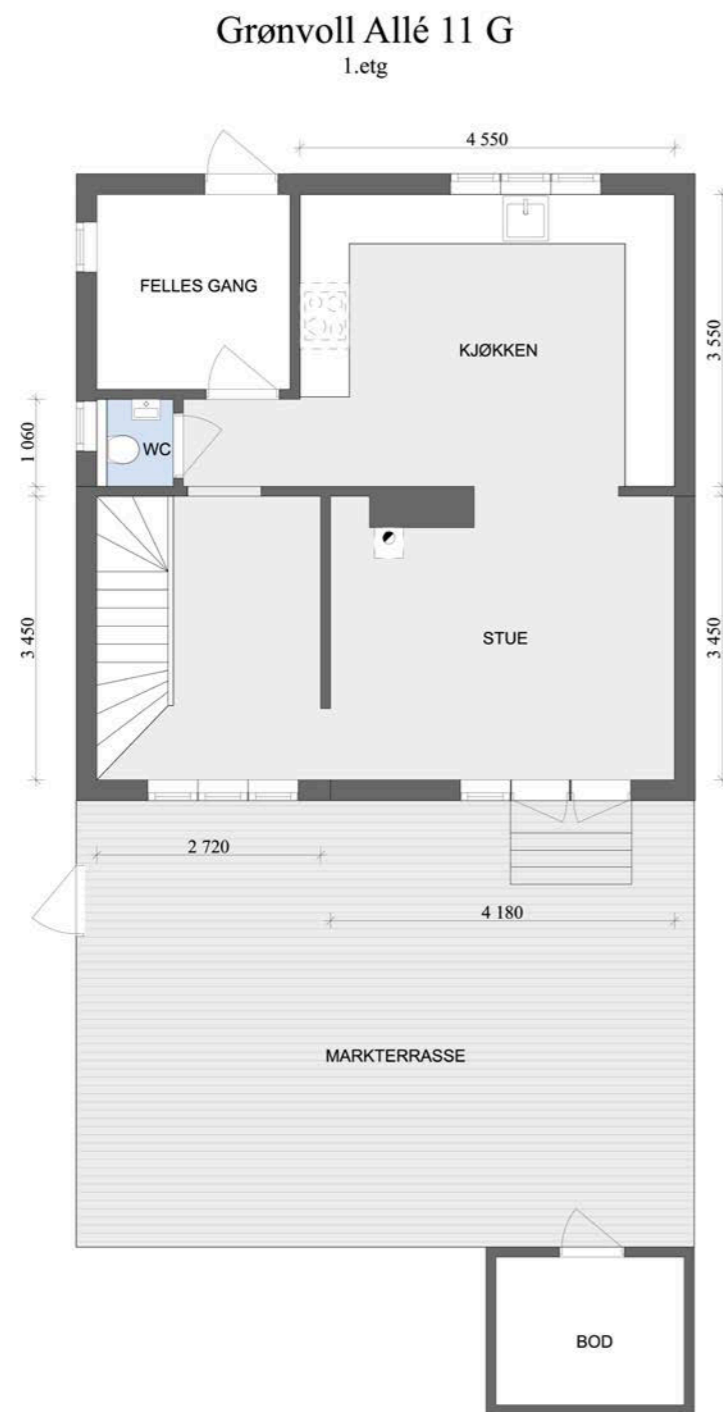 Grønvoll Allé 11 G
1.etg
4 550
FELLES GANG
KJØKKEN
3 550
1 060
WC
3 450
STUE
3 450
2 720
4 180
MARKTERRASSE
BOD